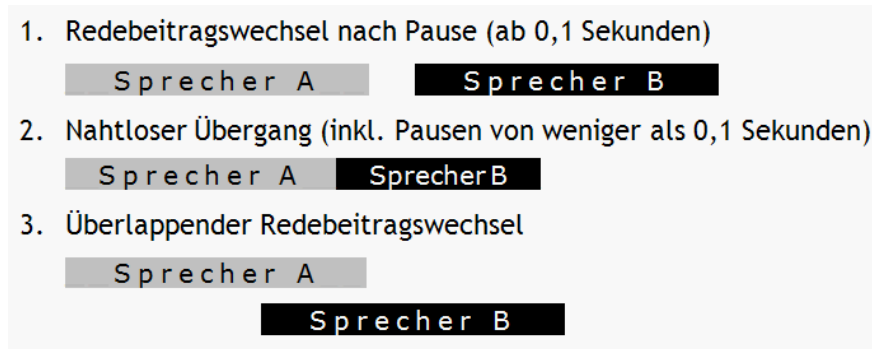 1. Redebeitragswechsel nach Pause (ab 0,1 Sekunden)
Sprecher A Sprecher B
2. Nahtloser Übergang (inkl. Pausen von weniger als 0,1 Sekunden)
Sprecher A Sprecher B
3. Überlappender Redebeitragswechsel
Sprecher A
Sprecher B